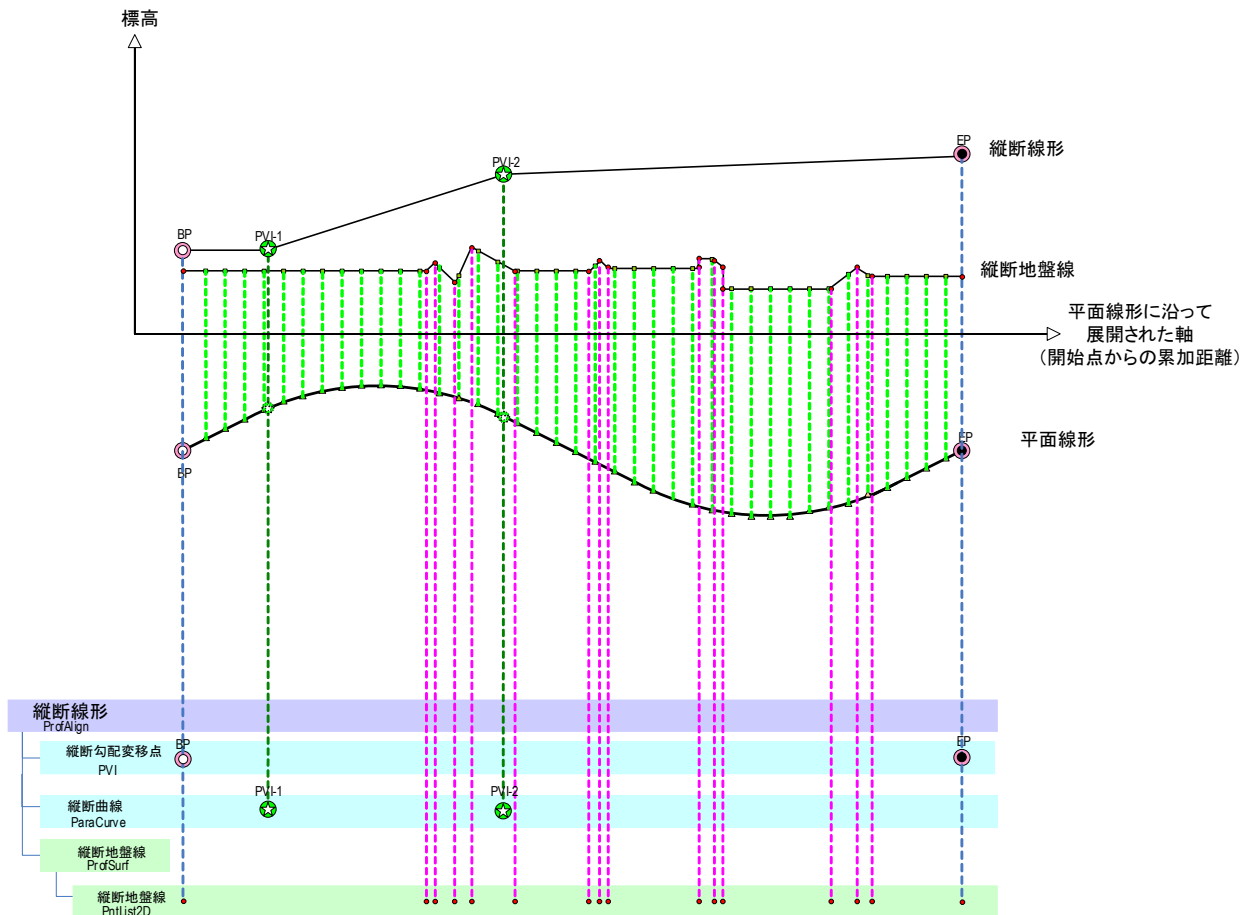 標高
EP
縦断線形
PVI-2
BP
PVI-1
縦断地盤線
平面線形に沿って
展開された軸
（開始点からの累加距離）
EP
平面線形
BP
縦断線形
ProfAlign
縦断勾配変移点
PVI
BP
EP
縦断曲線
ParaCurve
PVI-1
PVI-2
縦断地盤線
ProfSurf
縦断地盤線
PntList2D